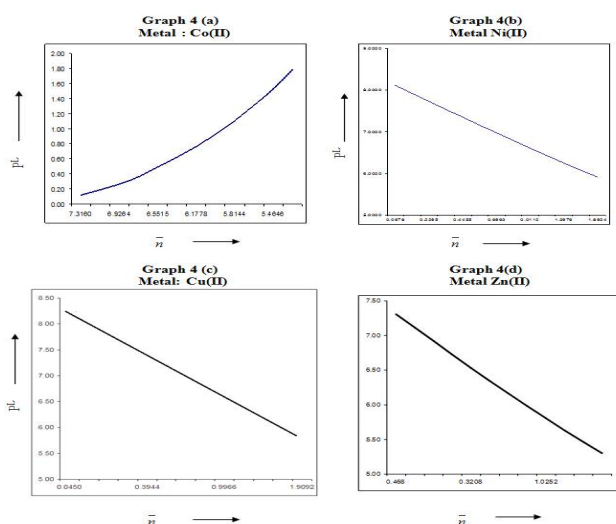 Graph 4 (a)
Metal : Co(II)
2.00
1.80
1.60
1.40
1.20
1.00
0.80
0.60
0.40
0.20
0.00
pL
7.3160 6.9264 6.5515 6.1778 5.8144 5.4646
n̅
Graph 4(b)
Metal Ni(II)
pL
n̅
Graph 4 (c)
Metal: Cu(II)
8.50
8.00
7.50
7.00
6.50
6.00
5.50
5.00
pL
0.0450 0.3944 0.9966 1.9092
n̅
Graph 4(d)
Metal Zn(II)
7.50
7.00
6.50
6.00
5.50
5.00
pL
0.468 0.3208 1.0252
n̅